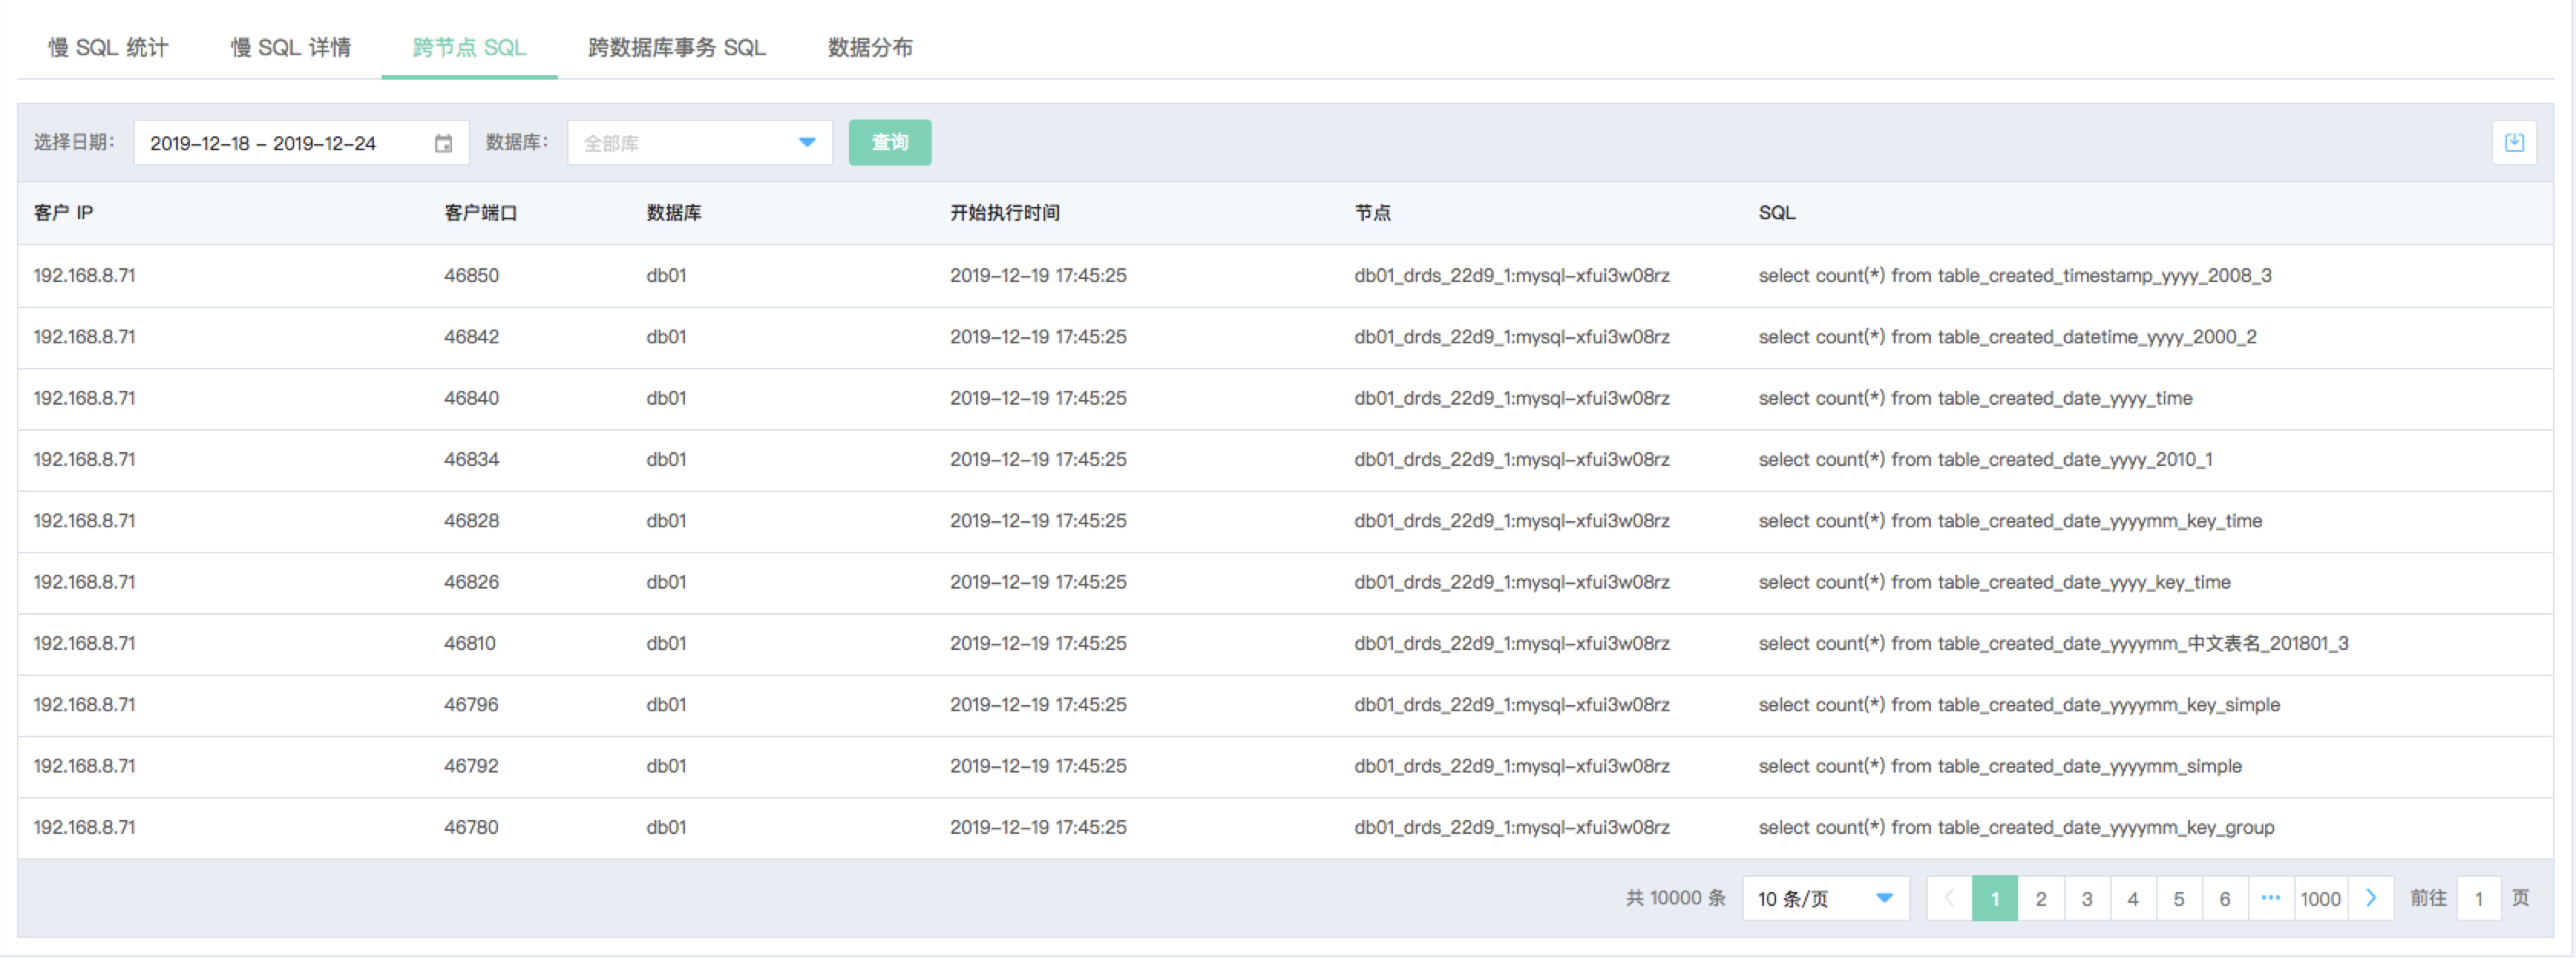 慢 SQL 统计 慢 SQL 详情 跨节点 SQL 跨数据库事务 SQL 数据分布
选择日期: 2019-12-18 - 2019-12-24 数据库: 全部库 查询
客户 IP 客户端口 数据库 开始执行时间 节点 SQL
192.168.8.71 46850 db01 2019-12-19 17:45:25 db01_drds_22d9_1:mysql-xfui3w08rz select count(*) from table_created_timestamp_yyyy_2008_3
192.168.8.71 46842 db01 2019-12-19 17:45:25 db01_drds_22d9_1:mysql-xfui3w08rz select count(*) from table_created_datetime_yyyy_2000_2
192.168.8.71 46840 db01 2019-12-19 17:45:25 db01_drds_22d9_1:mysql-xfui3w08rz select count(*) from table_created_date_yyyy_time
192.168.8.71 46834 db01 2019-12-19 17:45:25 db01_drds_22d9_1:mysql-xfui3w08rz select count(*) from table_created_date_yyyy_2010_1
192.168.8.71 46828 db01 2019-12-19 17:45:25 db01_drds_22d9_1:mysql-xfui3w08rz select count(*) from table_created_date_yyyymm_key_time
192.168.8.71 46826 db01 2019-12-19 17:45:25 db01_drds_22d9_1:mysql-xfui3w08rz select count(*) from table_created_date_yyyy_key_time
192.168.8.71 46810 db01 2019-12-19 17:45:25 db01_drds_22d9_1:mysql-xfui3w08rz select count(*) from table_created_date_yyyymm_中文表名_201801_3
192.168.8.71 46796 db01 2019-12-19 17:45:25 db01_drds_22d9_1:mysql-xfui3w08rz select count(*) from table_created_date_yyyymm_key_simple
192.168.8.71 46792 db01 2019-12-19 17:45:25 db01_drds_22d9_1:mysql-xfui3w08rz select count(*) from table_created_date_yyyymm_simple
192.168.8.71 46780 db01 2019-12-19 17:45:25 db01_drds_22d9_1:mysql-xfui3w08rz select count(*) from table_created_date_yyyymm_key_group
共 10000 条 10 条/页 1 2 3 4 5 6 ••• 1000 前往 1 页